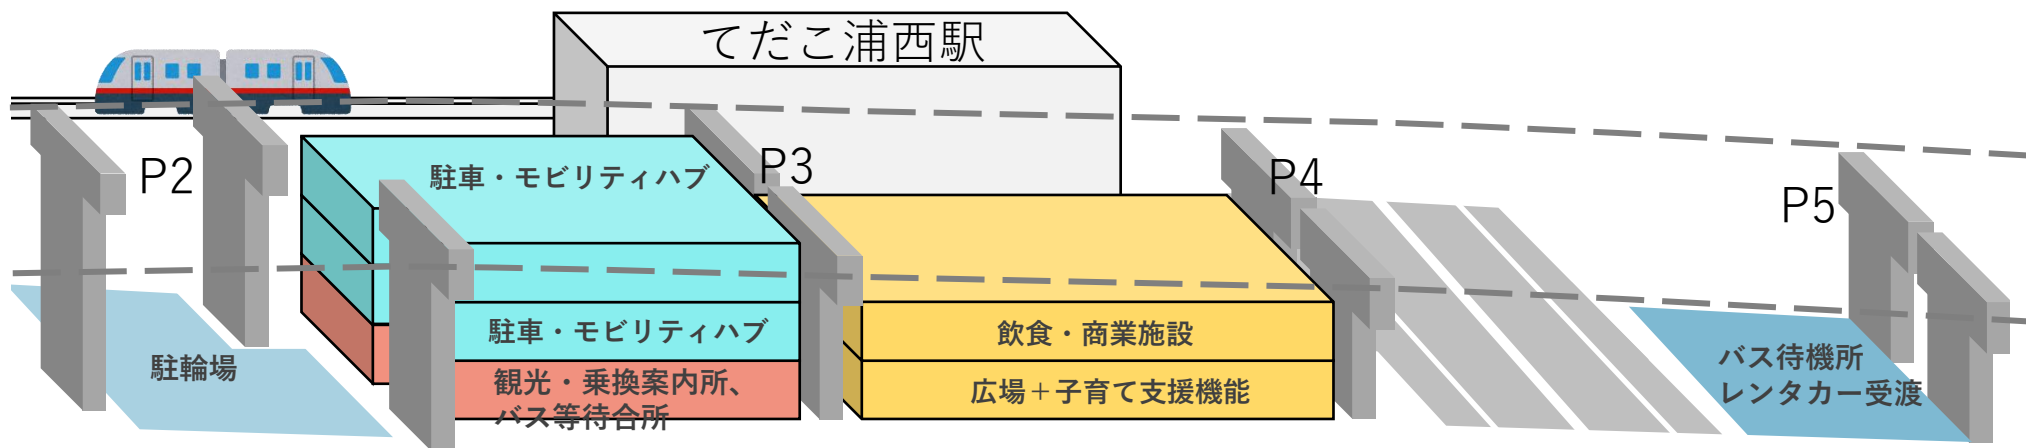 てだこ浦西駅
P2
P3
P4
P5
駐車・モビリティハブ
駐車・モビリティハブ
飲食・商業施設
駐輪場
観光・乗換案内所、
バス等待合所
広場＋子育て支援機能
バス待機所
レンタカー受渡